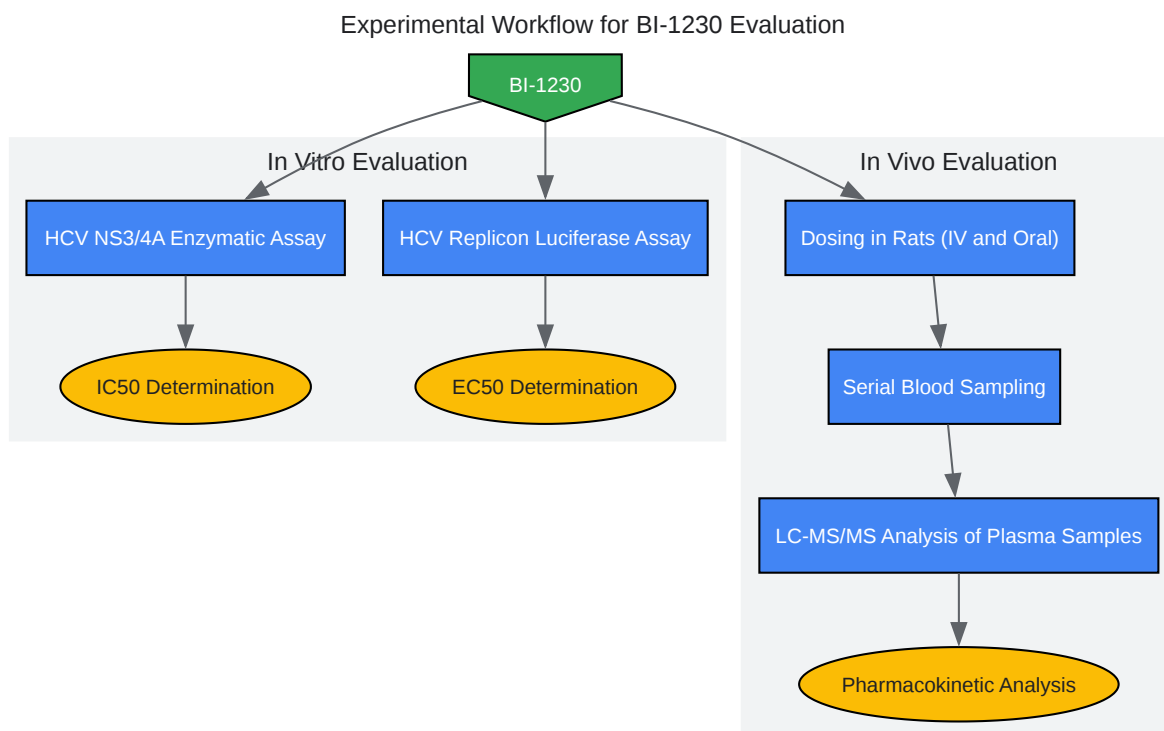 Experimental Workflow for BI-1230 Evaluation
BI-1230
In Vitro Evaluation
In Vivo Evaluation
HCV NS3/4A Enzymatic Assay
HCV Replicon Luciferase Assay
Dosing in Rats (IV and Oral)
IC50 Determination
EC50 Determination
Serial Blood Sampling
LC-MS/MS Analysis of Plasma Samples
Pharmacokinetic Analysis